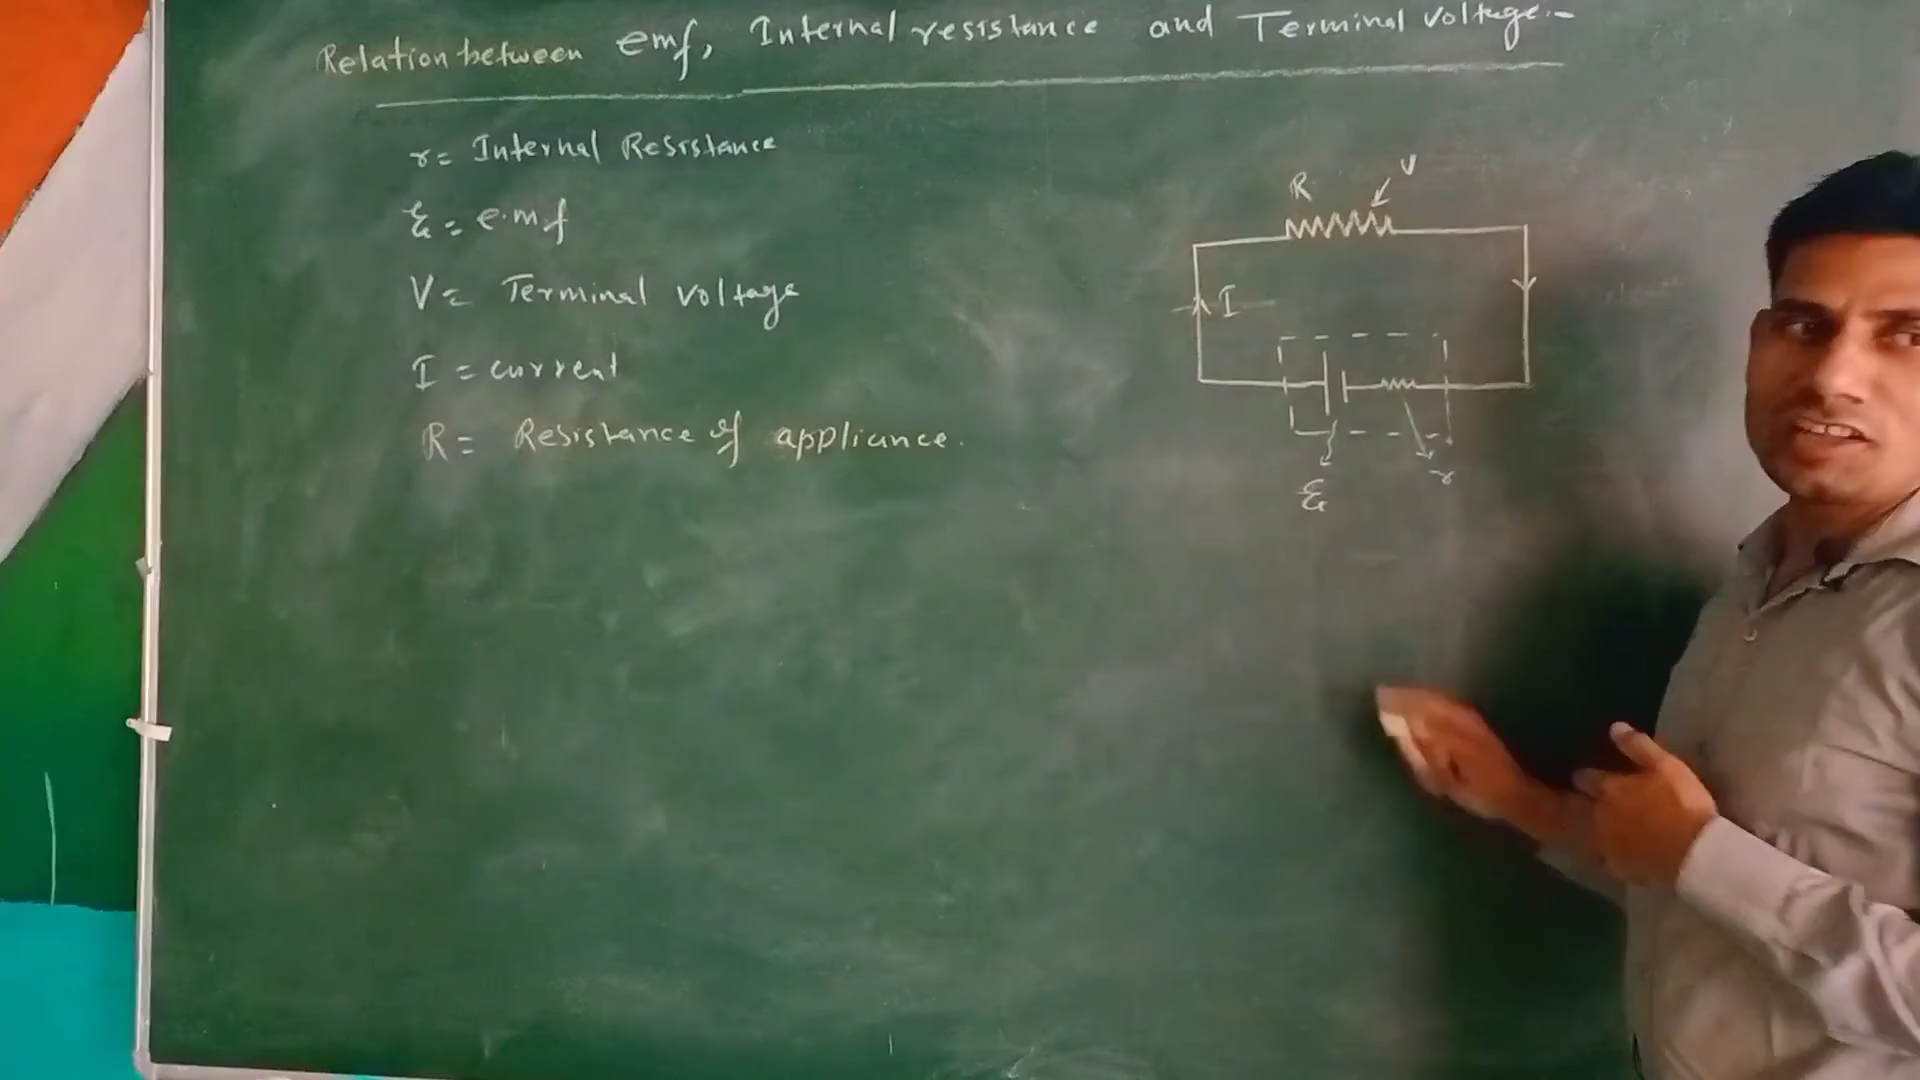 Relation between emf, Internal resistance and Terminal voltage:-
r = Internal Resistance
ξ = e.m.f
V = Terminal voltage
I = current
R = Resistance of appliance.
R
V
I
ξ
r